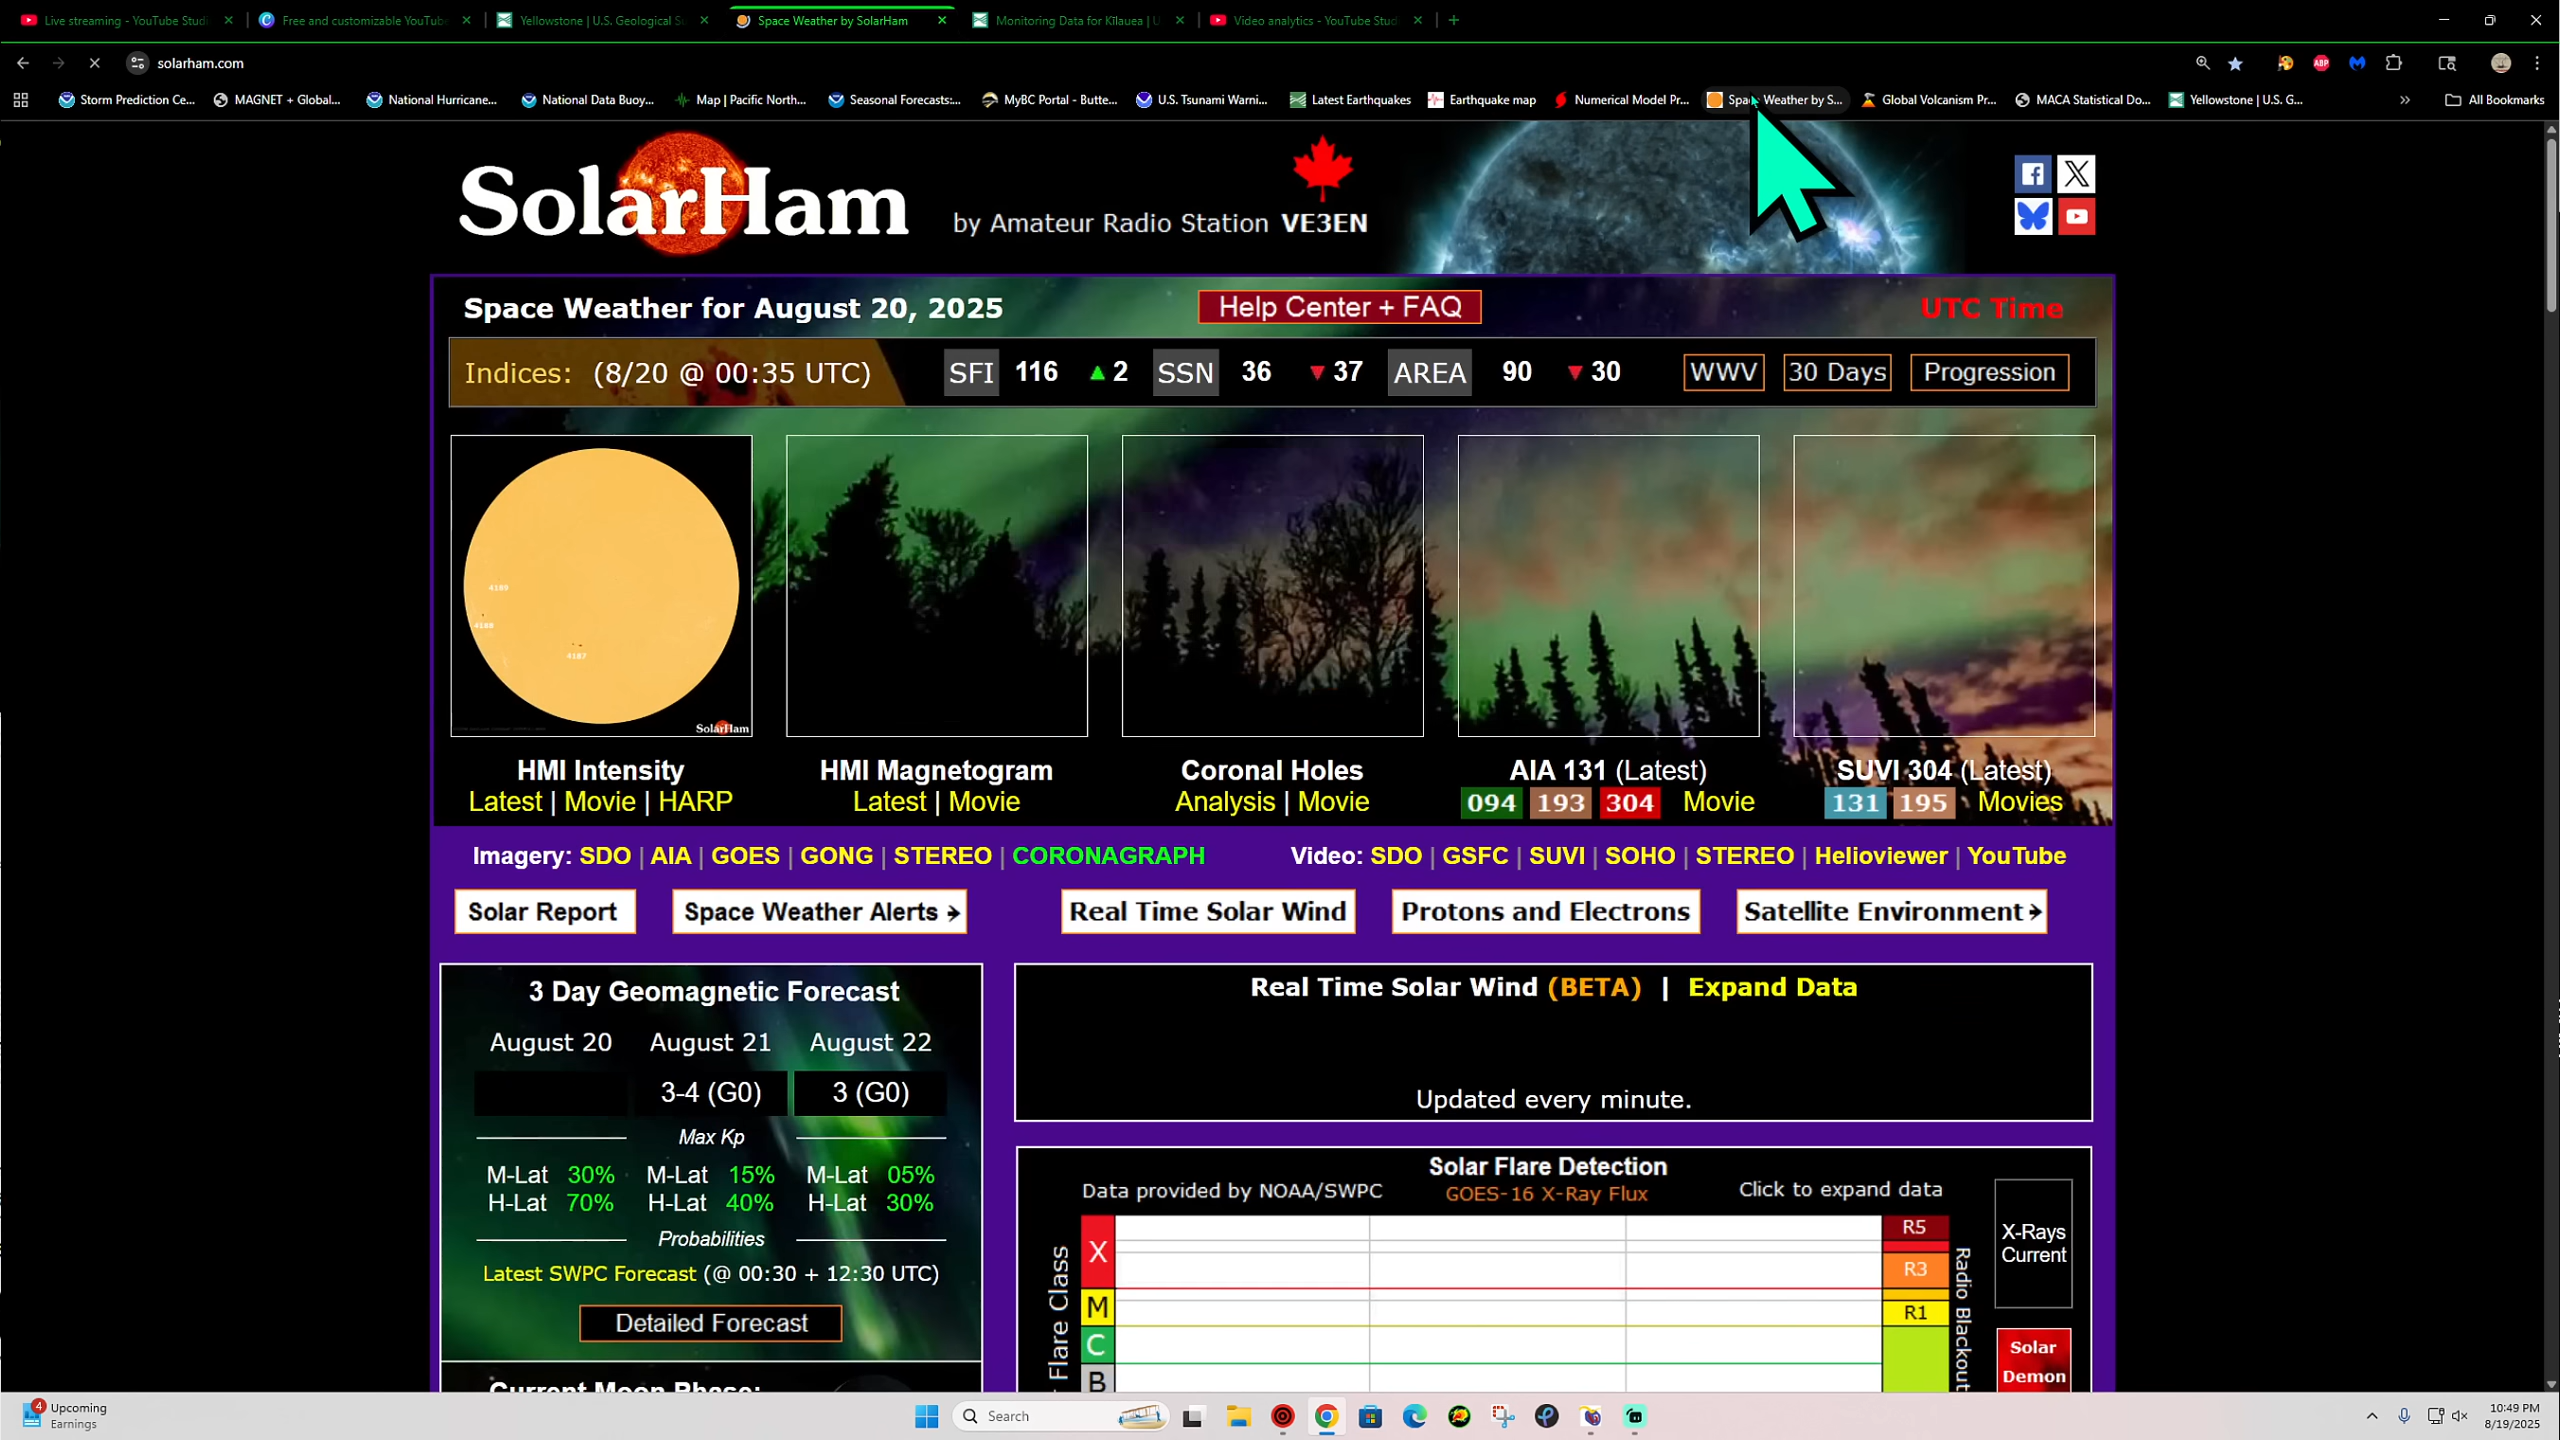 Live streaming - YouTube Studi
Free and customizable YouTube
Yellowstone | U.S. Geological S
Space Weather by SolarHam
Monitoring Data for Kīlauea | U
Video analytics - YouTube Stud
solarham.com
Storm Prediction Ce...
MAGNET + Global...
National Hurricane...
National Data Buoy...
Map | Pacific North...
Seasonal Forecasts:...
MyBC Portal - Butte...
U.S. Tsunami Warni...
Latest Earthquakes
Earthquake map
Numerical Model Pr...
Space Weather by S...
Global Volcanism Pr...
MACA Statistical Do...
Yellowstone | U.S. G...
All Bookmarks
SolarHam
by Amateur Radio Station VE3EN
Space Weather for August 20, 2025
Help Center + FAQ
UTC Time
Indices: (8/20 @ 00:35 UTC)
SFI 116 ▲ 2 SSN 36 ▼ 37 AREA 90 ▼ 30
WWV 30 Days Progression
4189
4188
4187
SolarHam
HMI Intensity
Latest | Movie | HARP
HMI Magnetogram
Latest | Movie
Coronal Holes
Analysis | Movie
AIA 131 (Latest)
094 193 304 Movie
SUVI 304 (Latest)
131 195 Movies
Imagery: SDO | AIA | GOES | GONG | STEREO | CORONAGRAPH
Video: SDO | GSFC | SUVI | SOHO | STEREO | Helioviewer | YouTube
Solar Report
Space Weather Alerts
Real Time Solar Wind
Protons and Electrons
Satellite Environment
3 Day Geomagnetic Forecast
August 20 August 21 August 22
3-4 (G0) 3 (G0)
Max Kp
M-Lat 30% M-Lat 15% M-Lat 05%
H-Lat 70% H-Lat 40% H-Lat 30%
Probabilities
Latest SWPC Forecast (@ 00:30 + 12:30 UTC)
Detailed Forecast
Current Moon Phase:
Real Time Solar Wind (BETA) | Expand Data
Updated every minute.
Solar Flare Detection
Data provided by NOAA/SWPC
GOES-16 X-Ray Flux
Click to expand data
Flare Class
X
M
C
B
R5
R3
R1
Radio Blackout
X-Rays
Current
Solar
Demon
Upcoming
Earnings
4
Search
10:49 PM
8/19/2025